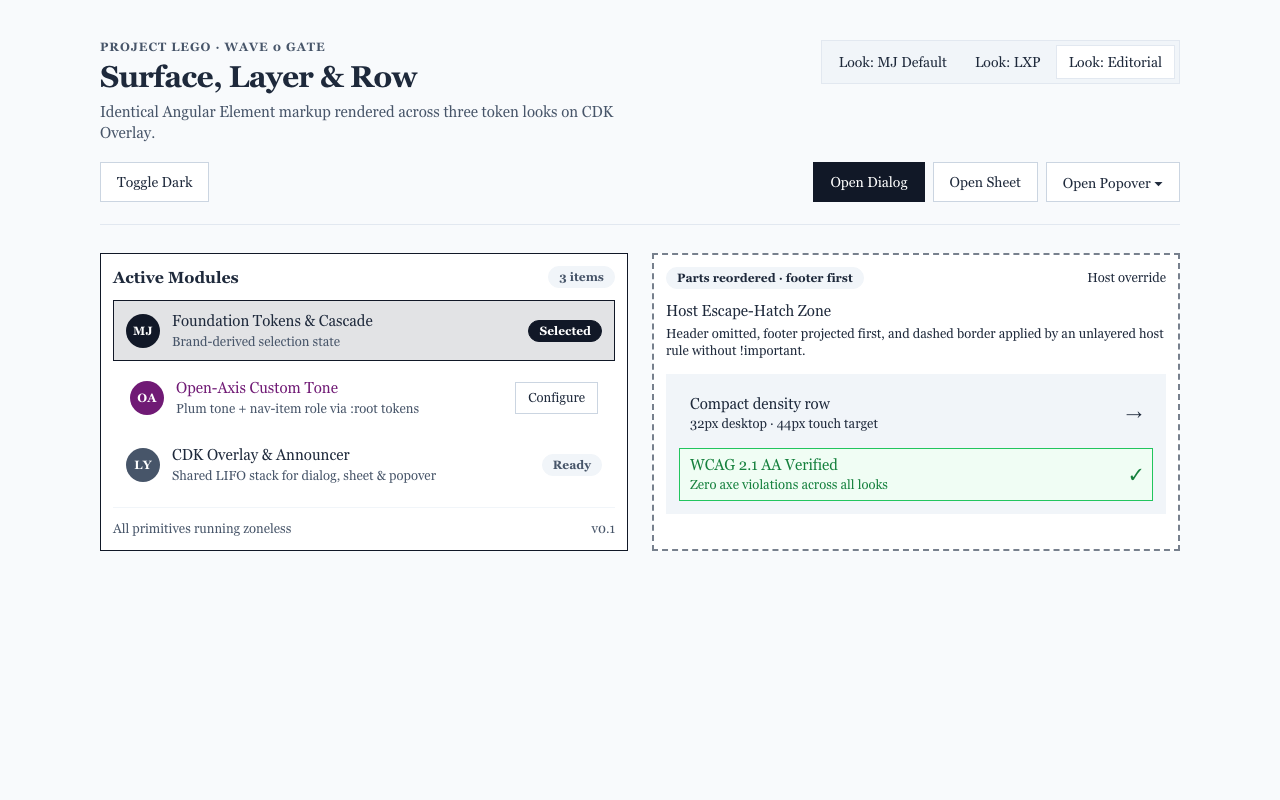 PROJECT LEGO · WAVE 0 GATE
Surface, Layer & Row
Identical Angular Element markup rendered across three token looks on CDK
Overlay.
Look: MJ Default
Look: LXP
Look: Editorial
Toggle Dark
Open Dialog
Open Sheet
Open Popover
Active Modules
3 items
MJ
Foundation Tokens & Cascade
Brand-derived selection state
Selected
OA
Open-Axis Custom Tone
Plum tone + nav-item role via :root tokens
Configure
LY
CDK Overlay & Announcer
Shared LIFO stack for dialog, sheet & popover
Ready
All primitives running zoneless
v0.1
Parts reordered · footer first
Host override
Host Escape-Hatch Zone
Header omitted, footer projected first, and dashed border applied by an unlayered host
rule without !important.
Compact density row
32px desktop · 44px touch target
→
WCAG 2.1 AA Verified
Zero axe violations across all looks
✓